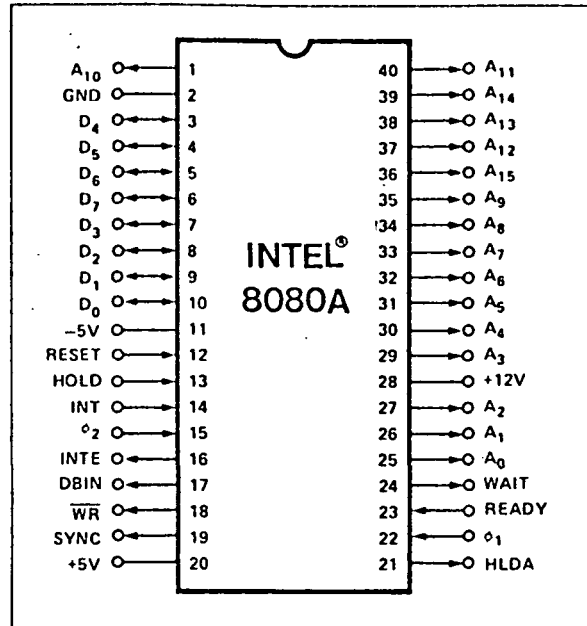 A10 1 40 A11
GND 2 39 A14
D4 3 38 A13
D5 4 37 A12
D6 5 36 A15
D7 6 35 A9
D3 7 34 A8
D2 8 33 A7
D1 9 32 A6
D0 10 31 A5
-5V 11 30 A4
RESET 12 29 A3
HOLD 13 28 +12V
INT 14 27 A2
ϕ2 15 26 A1
INTE 16 25 A0
DBIN 17 24 WAIT
W̅R̅ 18 23 READY
SYNC 19 22 ϕ1
+5V 20 21 HLDA
INTEL®
8080A